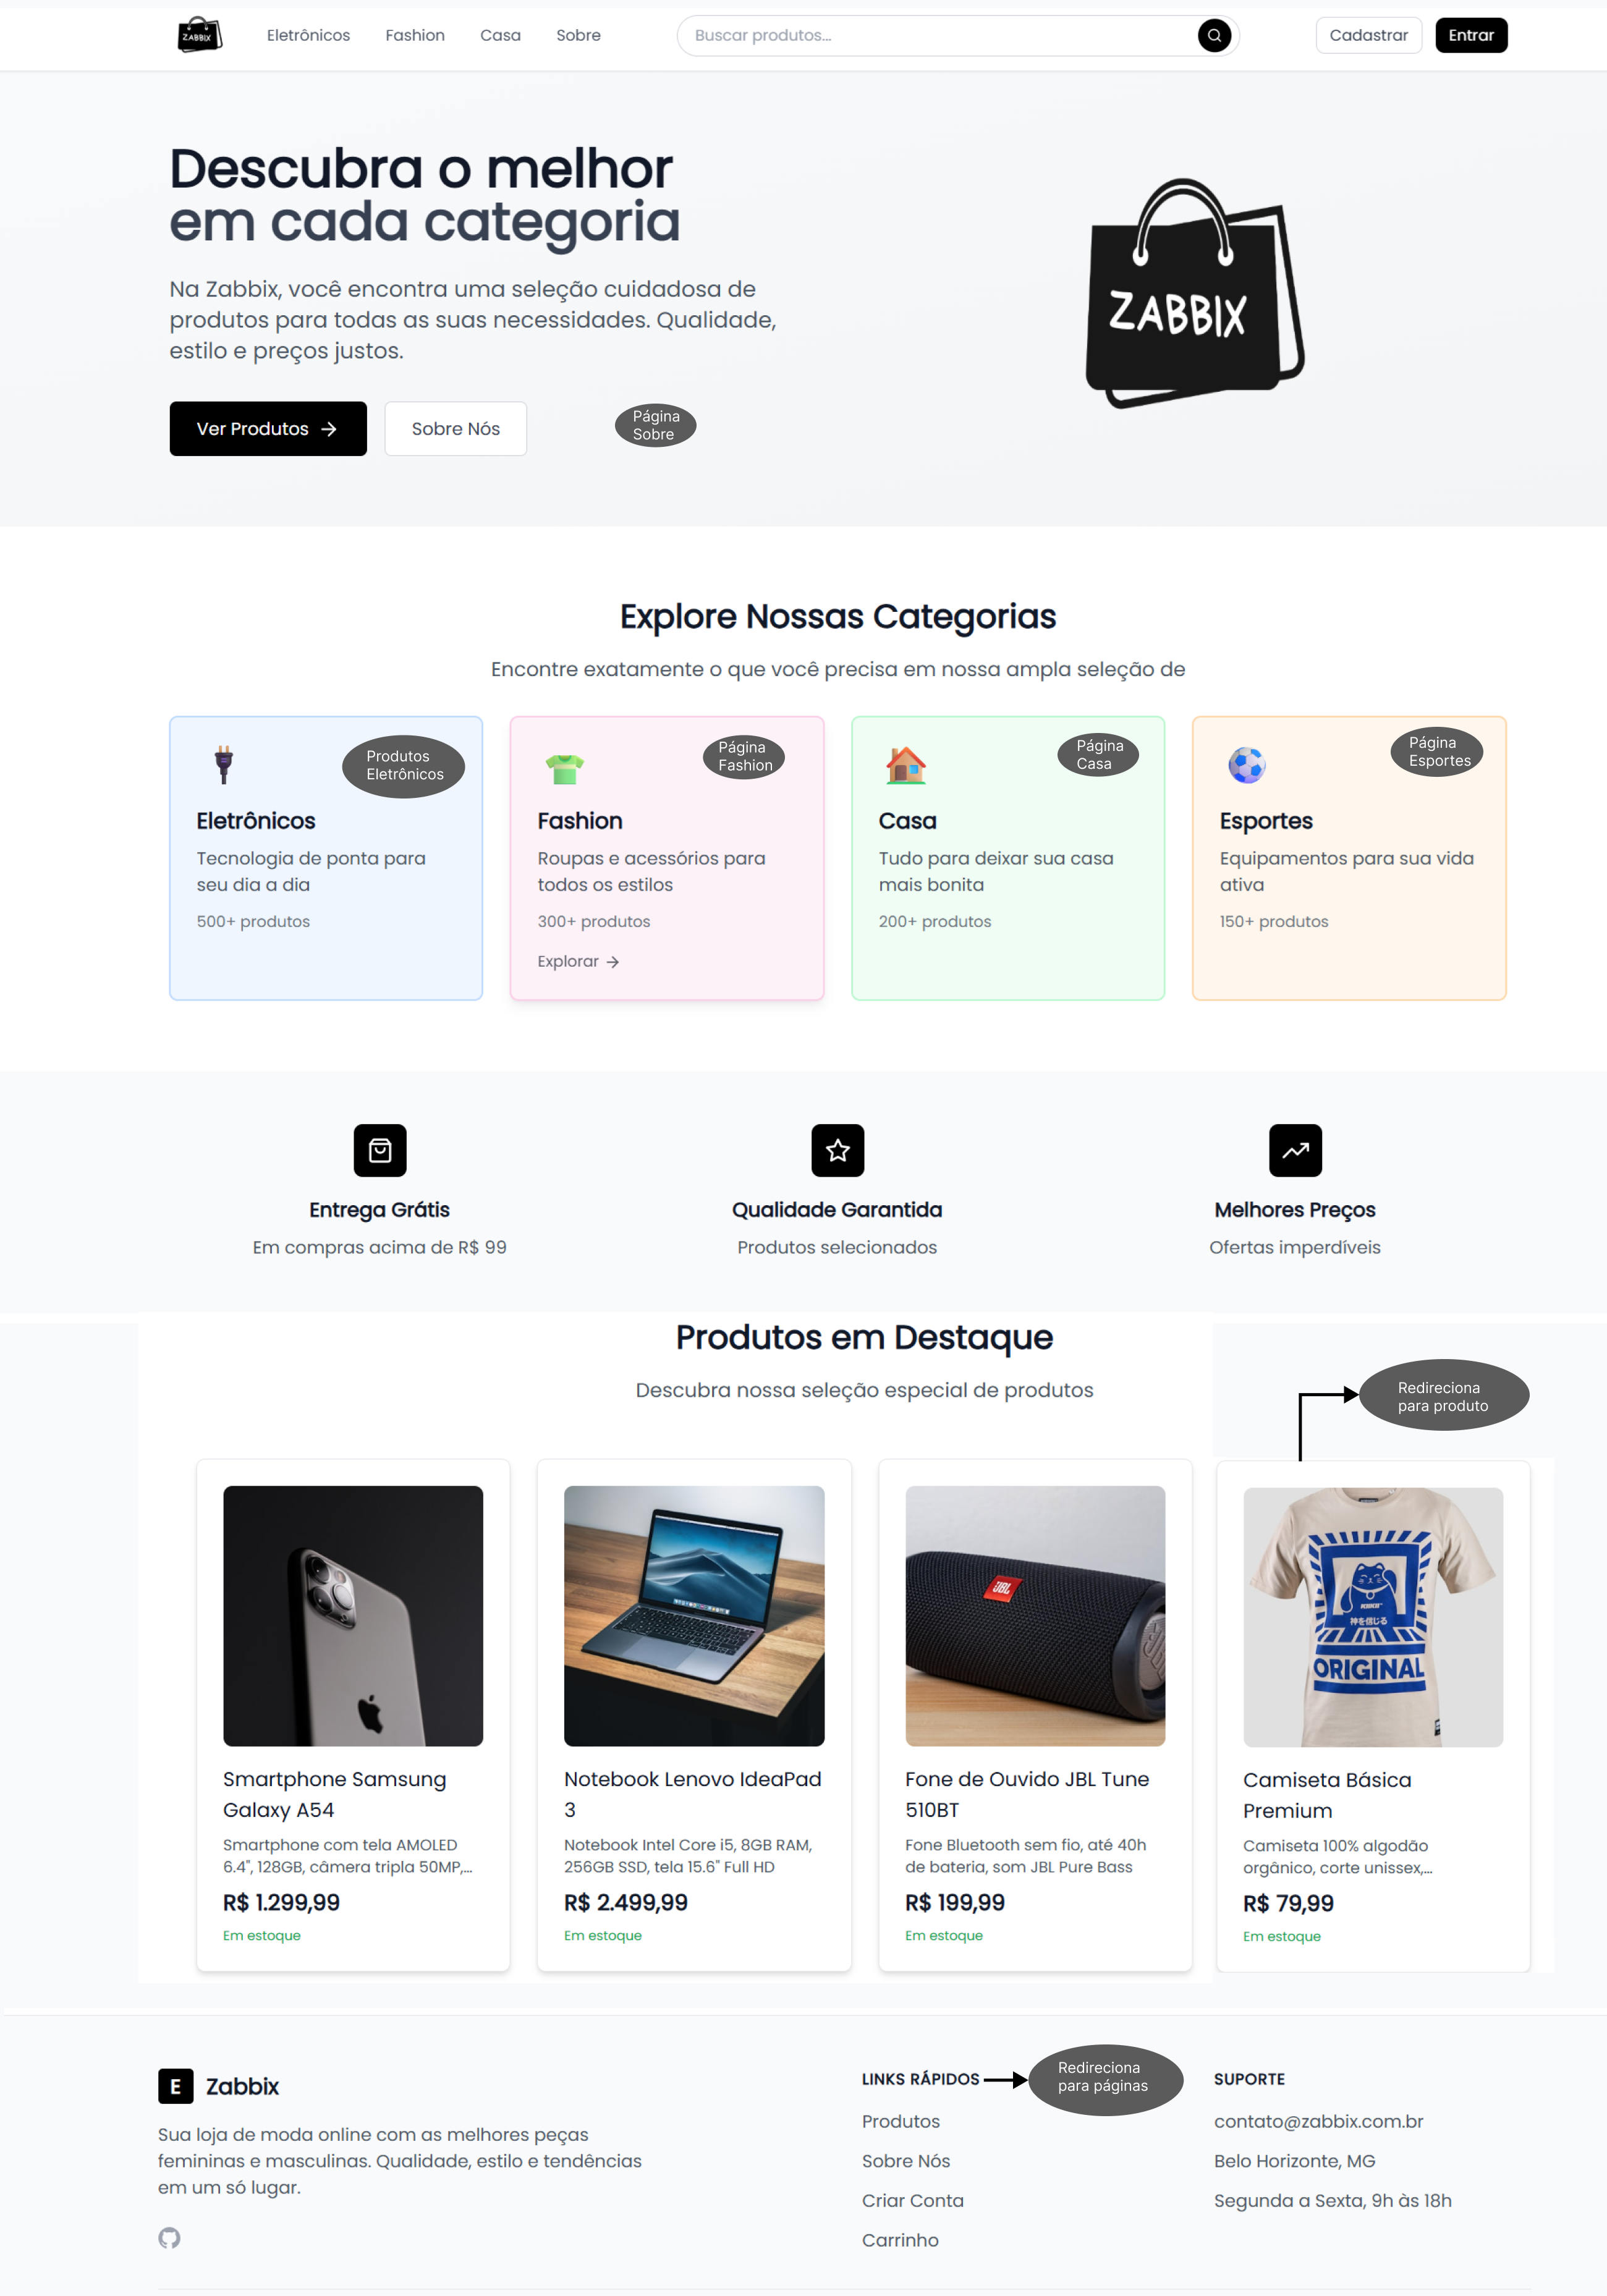 ZABBIX
Eletrônicos
Fashion
Casa
Sobre
Buscar produtos...
Cadastrar
Entrar
Descubra o melhor
em cada categoria
Na Zabbix, você encontra uma seleção cuidadosa de
produtos para todas as suas necessidades. Qualidade,
estilo e preços justos.
Ver Produtos →
Sobre Nós
Página
Sobre
ZABBIX
Explore Nossas Categorias
Encontre exatamente o que você precisa em nossa ampla seleção de
Produtos
Eletrônicos
Eletrônicos
Tecnologia de ponta para
seu dia a dia
500+ produtos
Página
Fashion
Fashion
Roupas e acessórios para
todos os estilos
300+ produtos
Explorar →
Página
Casa
Casa
Tudo para deixar sua casa
mais bonita
200+ produtos
Página
Esportes
Esportes
Equipamentos para sua vida
ativa
150+ produtos
Entrega Grátis
Em compras acima de R$ 99
Qualidade Garantida
Produtos selecionados
Melhores Preços
Ofertas imperdíveis
Produtos em Destaque
Descubra nossa seleção especial de produtos
Redireciona
para produto
Smartphone Samsung
Galaxy A54
Smartphone com tela AMOLED
6.4", 128GB, câmera tripla 50MP,...
R$ 1.299,99
Em estoque
Notebook Lenovo IdeaPad
3
Notebook Intel Core i5, 8GB RAM,
256GB SSD, tela 15.6" Full HD
R$ 2.499,99
Em estoque
JBL
Fone de Ouvido JBL Tune
510BT
Fone Bluetooth sem fio, até 40h
de bateria, som JBL Pure Bass
R$ 199,99
Em estoque
神を信じる
ORIGINAL
Camiseta Básica
Premium
Camiseta 100% algodão
orgânico, corte unissex,...
R$ 79,99
Em estoque
E
Zabbix
Sua loja de moda online com as melhores peças
femininas e masculinas. Qualidade, estilo e tendências
em um só lugar.
LINKS RÁPIDOS
Redireciona
para páginas
Produtos
Sobre Nós
Criar Conta
Carrinho
SUPORTE
contato@zabbix.com.br
Belo Horizonte, MG
Segunda a Sexta, 9h às 18h